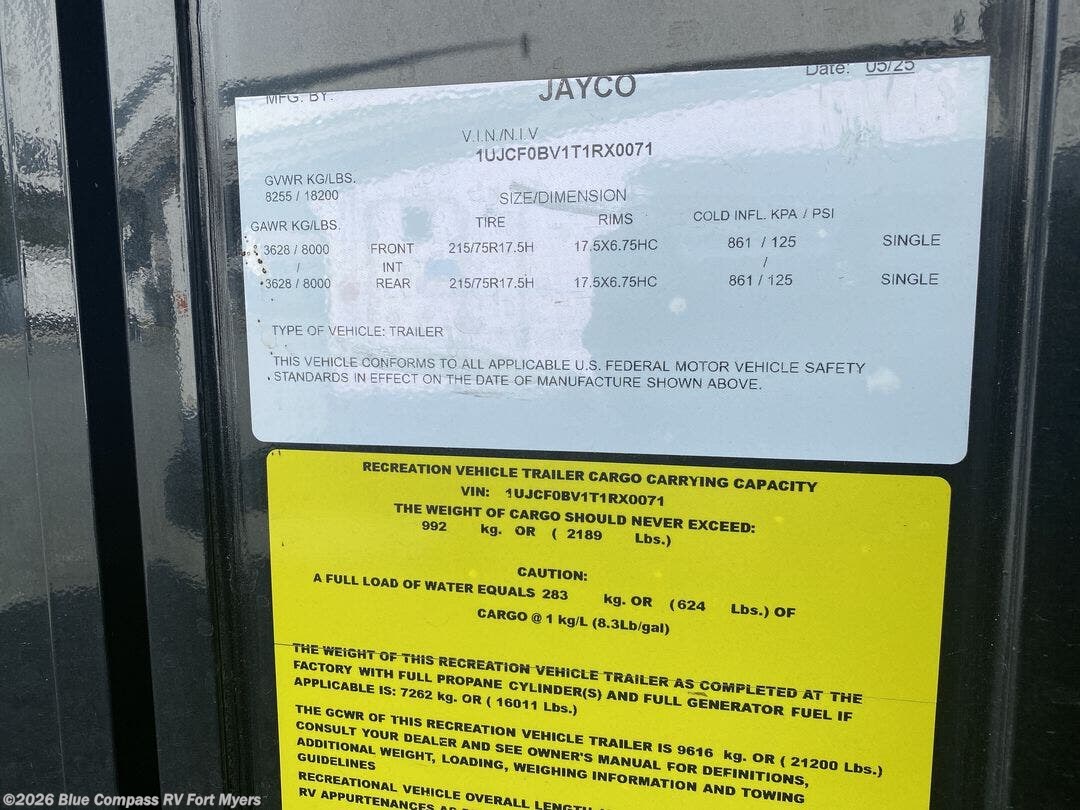 MFG. BY: JAYCO Date: 05/25
V.I.N./N.I.V
1UJCF0BV1T1RX0071
GVWR KG/LBS.
8255 / 18200
SIZE/DIMENSION
GAWR KG/LBS. TIRE RIMS COLD INFL. KPA / PSI
3628 / 8000 FRONT 215/75R17.5H 17.5X6.75HC 861 / 125 SINGLE
/ INT /
3628 / 8000 REAR 215/75R17.5H 17.5X6.75HC 861 / 125 SINGLE
TYPE OF VEHICLE: TRAILER
THIS VEHICLE CONFORMS TO ALL APPLICABLE U.S. FEDERAL MOTOR VEHICLE SAFETY
STANDARDS IN EFFECT ON THE DATE OF MANUFACTURE SHOWN ABOVE.
RECREATION VEHICLE TRAILER CARGO CARRYING CAPACITY
VIN: 1UJCF0BV1T1RX0071
THE WEIGHT OF CARGO SHOULD NEVER EXCEED:
992 kg. OR ( 2189 Lbs.)
CAUTION:
A FULL LOAD OF WATER EQUALS 283 kg. OR (624 Lbs.) OF
CARGO @ 1 kg/L (8.3Lb/gal)
THE WEIGHT OF THIS RECREATION VEHICLE TRAILER AS COMPLETED AT THE
FACTORY WITH FULL PROPANE CYLINDER(S) AND FULL GENERATOR FUEL IF
APPLICABLE IS: 7262 kg. OR ( 16011 Lbs.)
THE GCWR OF THIS RECREATION VEHICLE TRAILER IS 9616 kg. OR ( 21200 Lbs.)
CONSULT YOUR DEALER AND SEE OWNER'S MANUAL FOR DEFINITIONS,
ADDITIONAL WEIGHT, LOADING, WEIGHING INFORMATION AND TOWING
GUIDELINES
RECREATIONAL VEHICLE OVERALL LENGTH
RV APPURTENANCES AS
©2026 Blue Compass RV Fort Myers